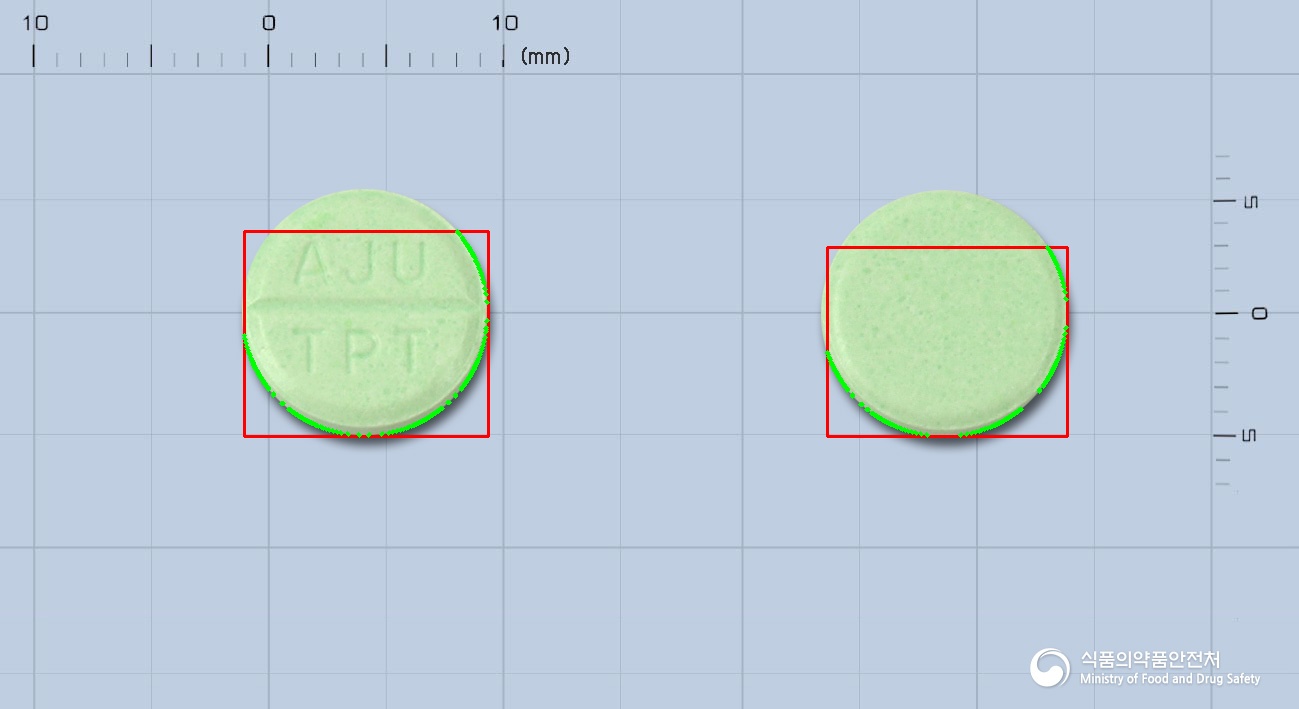 10 0 10
(mm)
AJU
TPT
5
0
5
식품의약품안전처
Ministry of Food and Drug Safety